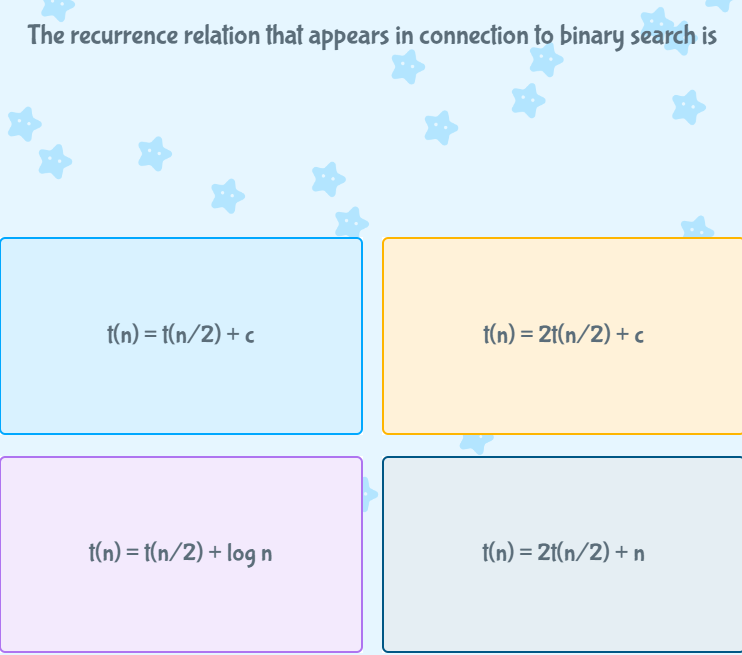 The recurrence relation that appears in connection to binary search is
t(n) = t(n/2) + c
t(n) = 2t(n/2) + c
t(n) = t(n/2) + log n
t(n) = 2t(n/2) + n